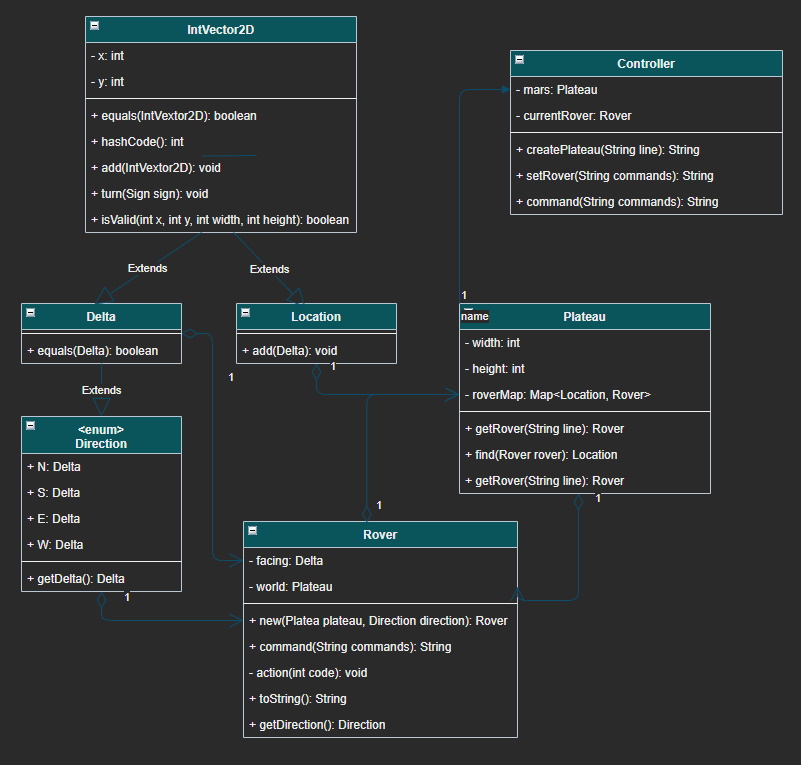 IntVector2D
- x: int
- y: int
+ equals(IntVextor2D): boolean
+ hashCode(): int
+ add(IntVextor2D): void
+ turn(Sign sign): void
+ isValid(int x, int y, int width, int height): boolean
Controller
- mars: Plateau
- currentRover: Rover
+ createPlateau(String line): String
+ setRover(String commands): String
+ command(String commands): String
Extends
Extends
Delta
+ equals(Delta): boolean
Location
+ add(Delta): void
1
1
1
name
Plateau
- width: int
- height: int
- roverMap: Map<Location, Rover>
+ getRover(String line): Rover
+ find(Rover rover): Location
+ getRover(String line): Rover
1
Extends
<enum>
Direction
+ N: Delta
+ S: Delta
+ E: Delta
+ W: Delta
+ getDelta(): Delta
1
1
Rover
- facing: Delta
- world: Plateau
+ new(Platea plateau, Direction direction): Rover
+ command(String commands): String
- action(int code): void
+ toString(): String
+ getDirection(): Direction